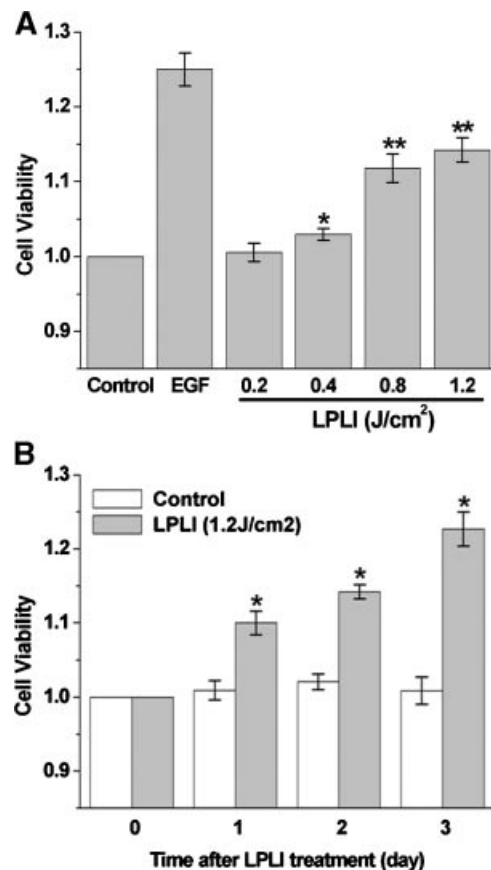 A
1.3
**
**
1.2
1.1
*
1.0
0.9
Cell Viability
Control EGF 0.2 0.4 0.8 1.2
LPLI (J/cm²)
B
1.3
Control
*
LPLI (1.2J/cm2)
1.2
*
*
1.1
1.0
0.9
Cell Viability
0 1 2 3
Time after LPLI treatment (day)